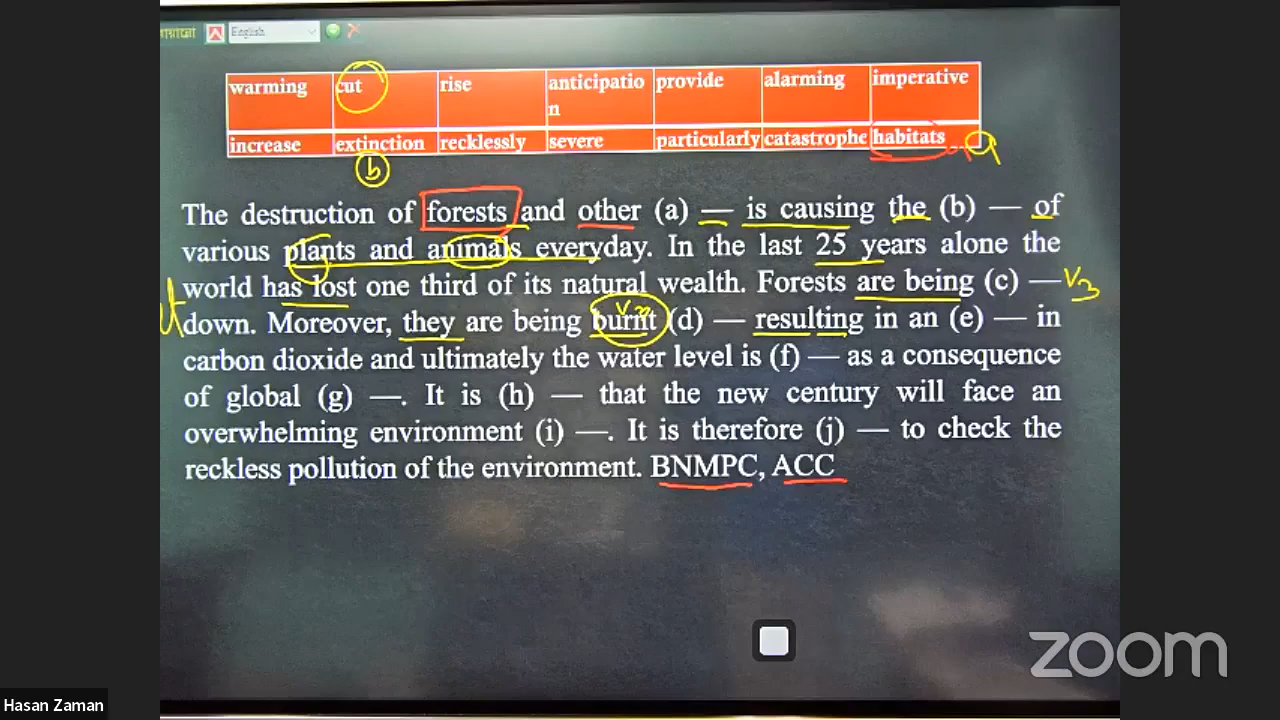 English
warming cut rise anticipatio provide alarming imperative
n
increase extinction recklessly severe particularly catastrophe habitats a
b
The destruction of forests and other (a) — is causing the (b) — of
various plants and animals everyday. In the last 25 years alone the
world has lost one third of its natural wealth. Forests are being (c) — V3
down. Moreover, they are being burnt (d) — resulting in an (e) — in
carbon dioxide and ultimately the water level is (f) — as a consequence
of global (g) —. It is (h) — that the new century will face an
overwhelming environment (i) —. It is therefore (j) — to check the
reckless pollution of the environment. BNMPC, ACC
zoom
Hasan Zaman